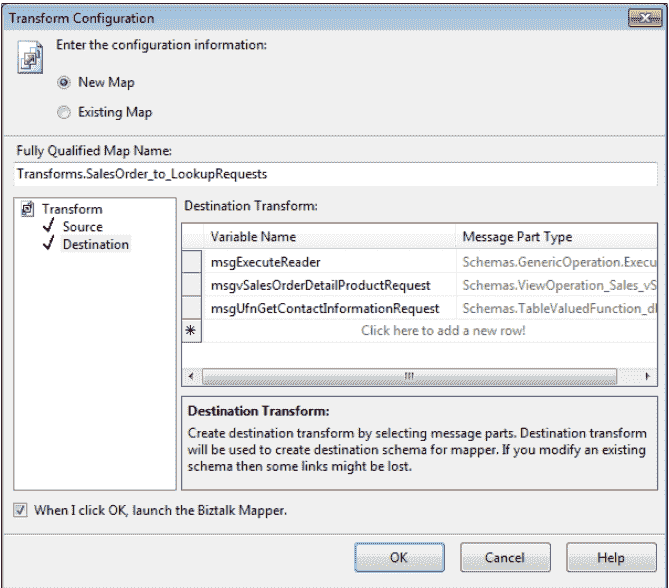 Transform Configuration
Enter the configuration information:
New Map
Existing Map
Fully Qualified Map Name:
Transforms.SalesOrder_to_LookupRequests
Transform
Source
Destination
Destination Transform:
Variable Name Message Part Type
msgExecuteReader Schemas.GenericOperation.Execu
msgvSalesOrderDetailProductRequest Schemas.ViewOperation_Sales_vS
msgUfnGetContactInformationRequest Schemas.TableValuedFunction_dl
* Click here to add a new row!
Destination Transform:
Create destination transform by selecting message parts. Destination transform
will be used to create destination schema for mapper. If you modify an existing
schema then some links might be lost.
When I click OK, launch the Biztalk Mapper.
OK Cancel Help